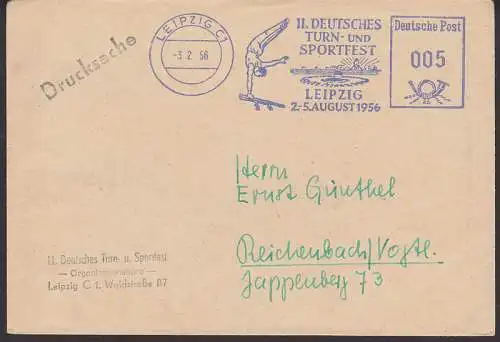 Drucksache
LEIPZIG C1
-3 2 56
II. DEUTSCHES
TURN- UND
SPORTFEST
LEIPZIG
2.-5. AUGUST 1956
Deutsche Post
005
Herrn
Ernst Günthel
Reichenbach/Vogtl.
Zappenberg 73
II. Deutsches Turn- u. Sportfest
— Organisationsbüro —
Leipzig C 1, Waldstraße